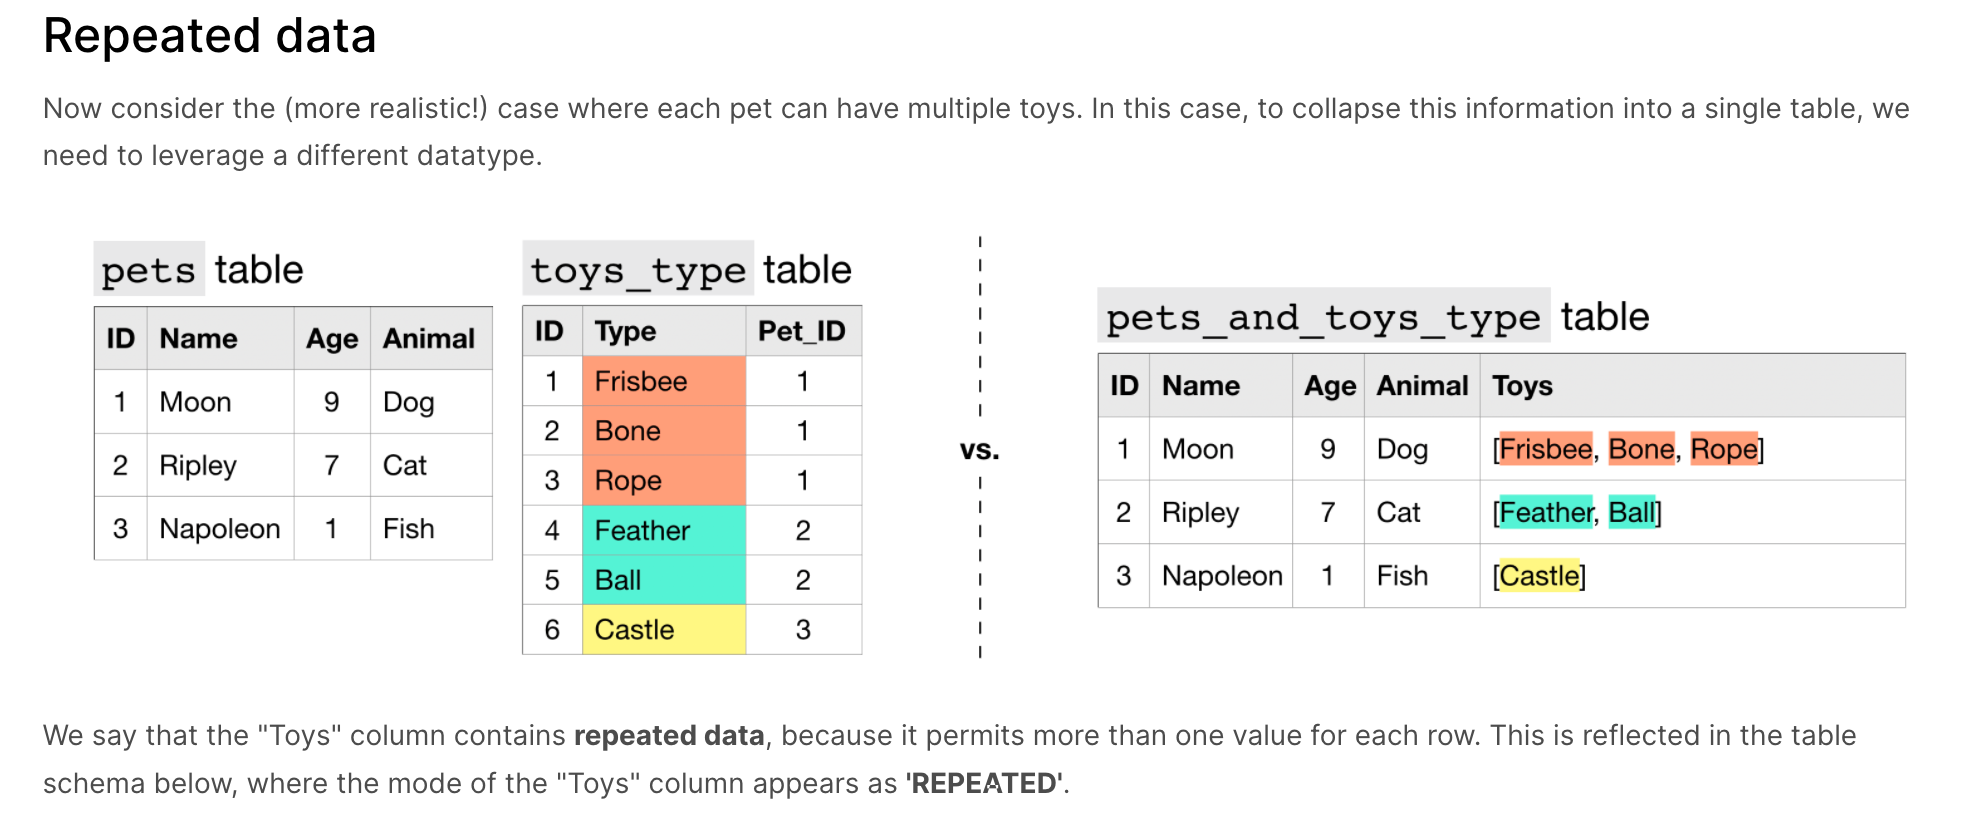 Repeated data
Now consider the (more realistic!) case where each pet can have multiple toys. In this case, to collapse this information into a single table, we
need to leverage a different datatype.
pets table
ID Name Age Animal
1 Moon 9 Dog
2 Ripley 7 Cat
3 Napoleon 1 Fish
toys_type table
ID Type Pet_ID
1 Frisbee 1
2 Bone 1
3 Rope 1
4 Feather 2
5 Ball 2
6 Castle 3
vs.
pets_and_toys_type table
ID Name Age Animal Toys
1 Moon 9 Dog [Frisbee, Bone, Rope]
2 Ripley 7 Cat [Feather, Ball]
3 Napoleon 1 Fish [Castle]
We say that the "Toys" column contains repeated data, because it permits more than one value for each row. This is reflected in the table
schema below, where the mode of the "Toys" column appears as 'REPEATED'.